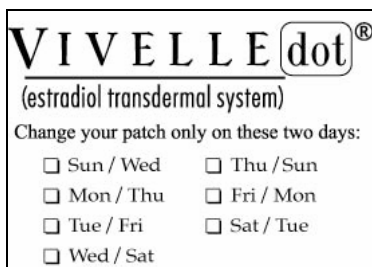 VIVELLE dot®
(estradiol transdermal system)
Change your patch only on these two days:
☐ Sun / Wed ☐ Thu / Sun
☐ Mon / Thu ☐ Fri / Mon
☐ Tue / Fri ☐ Sat / Tue
☐ Wed / Sat